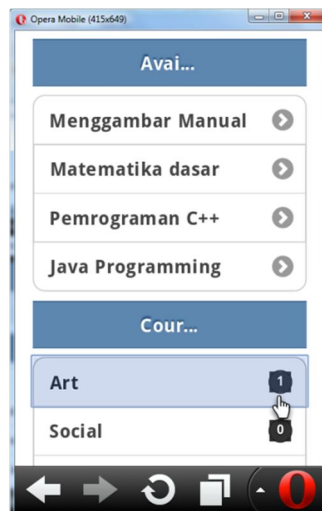 Opera Mobile (415x649)
Avai...
Menggambar Manual
Matematika dasar
Pemrograman C++
Java Programming
Cour...
Art 1
Social 0